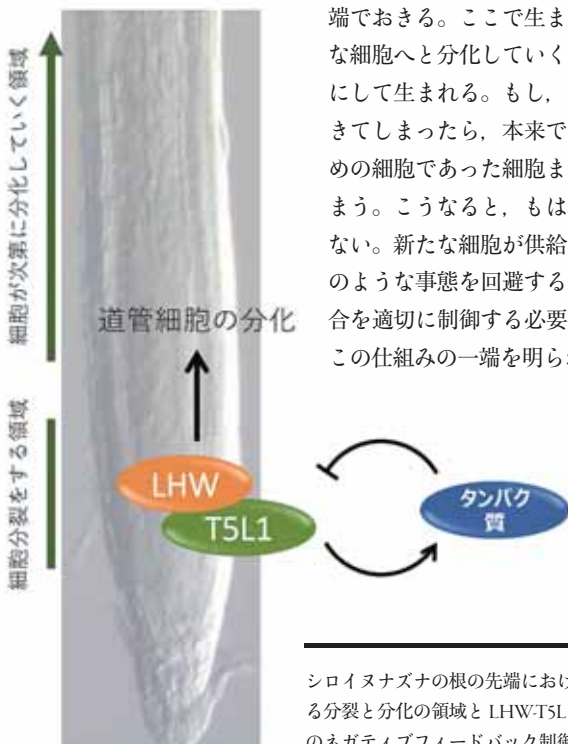 端でおきる。ここで生ま
な細胞へと分化していく
にして生まれる。もし，
きてしまったら，本来で
めの細胞であった細胞ま
まう。こうなると，もは
ない。新たな細胞が供給
のような事態を回避する
合を適切に制御する必要
この仕組みの一端を明ら
細胞が次第に分化していく領域
細胞分裂をする領域
道管細胞の分化
LHW
T5L1
タンパク
質
シロイヌナズナの根の先端におけ
る分裂と分化の領域と LHW-T5L
のネガティブフィードバック制御